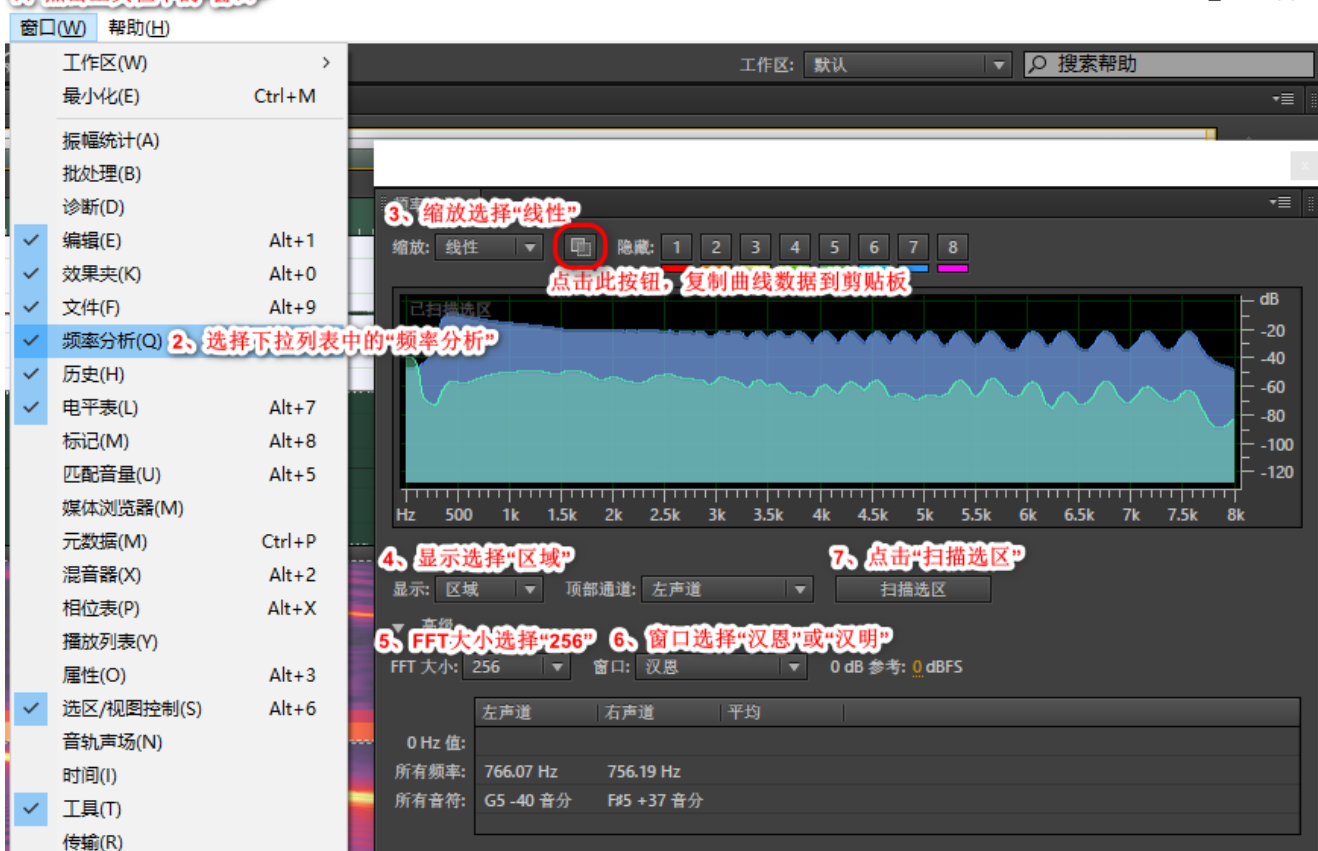 窗口(W) 帮助(H)
工作区(W)
最小化(E) Ctrl+M
振幅统计(A)
批处理(B)
诊断(D)
编辑(E) Alt+1
效果夹(K) Alt+0
文件(F) Alt+9
频率分析(Q)
2、选择下拉列表中的“频率分析”
历史(H)
电平表(L) Alt+7
标记(M) Alt+8
匹配音量(U) Alt+5
媒体浏览器(M)
元数据(M) Ctrl+P
混音器(X) Alt+2
相位表(P) Alt+X
播放列表(Y)
属性(O) Alt+3
选区/视图控制(S) Alt+6
音轨声场(N)
时间(I)
工具(T)
传输(R)
工作区: 默认
搜索帮助
3、缩放选择“线性”
缩放: 线性 隐藏: 1 2 3 4 5 6 7 8
点击此按钮，复制曲线数据到剪贴板
已扫描选区
dB
-20
-40
-60
-80
-100
-120
Hz 500 1k 1.5k 2k 2.5k 3k 3.5k 4k 4.5k 5k 5.5k 6k 6.5k 7k 7.5k 8k
4、显示选择“区域”
7、点击“扫描选区”
显示: 区域 顶部通道: 左声道 扫描选区
高级
5、FFT大小选择“256”
6、窗口选择“汉恩”或“汉明”
FFT 大小: 256 窗口: 汉恩 0 dB 参考: 0 dBFS
左声道 右声道 平均
0 Hz 值:
所有频率: 766.07 Hz 756.19 Hz
所有音符: G5 -40 音分 F#5 +37 音分